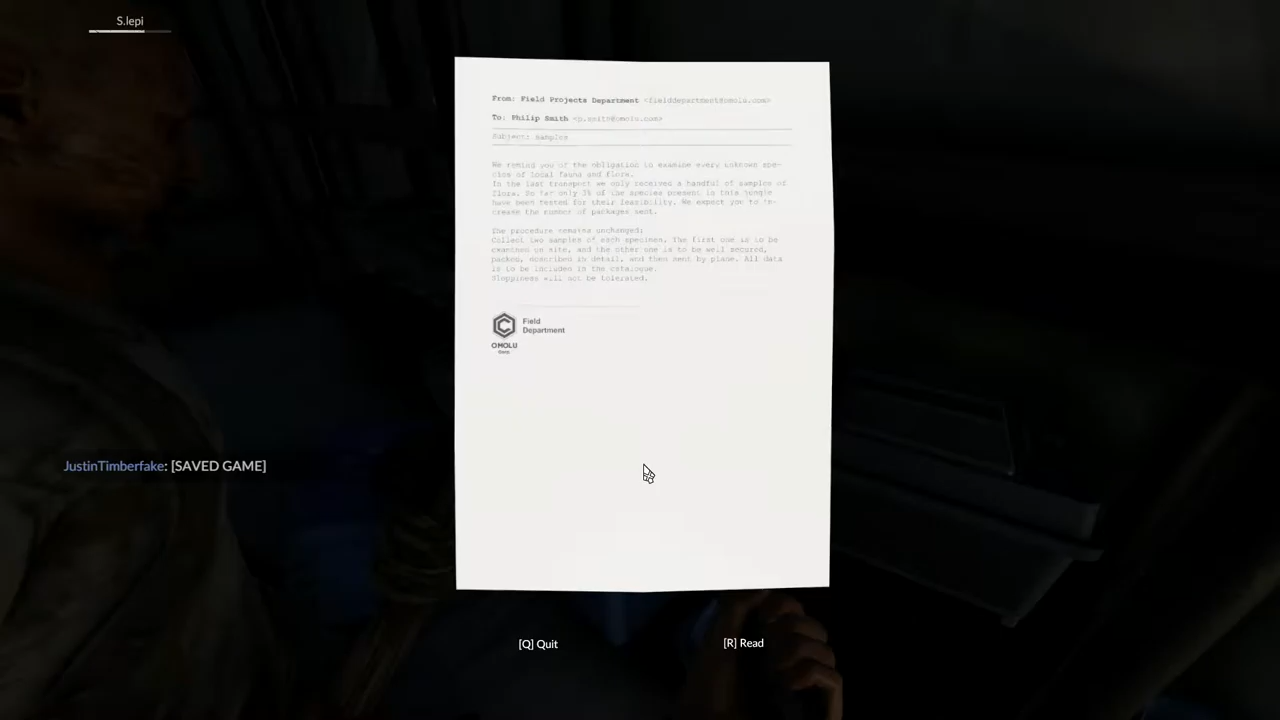 S.lepi
From: Field Projects Department <fielddepartment@omolu.com>
To: Philip Smith <p.smith@omolu.com>
Subject: Samples
We remind you of the obligation to examine every unknown spe-
cies of local fauna and flora.
In the last transport we only received a handful of samples of
flora. So far only 3% of the species present in this jungle
have been tested for their feasibility. We expect you to in-
crease the number of packages sent.
The procedure remains unchanged:
Collect two samples of each specimen. The first one is to be
examined on site, and the other one is to be well secured,
packed, described in detail, and then sent by plane. All data
is to be included in the catalogue.
Sloppiness will not be tolerated.
Field
Department
OMOLU
JustinTimberfake: [SAVED GAME]
[Q] Quit
[R] Read